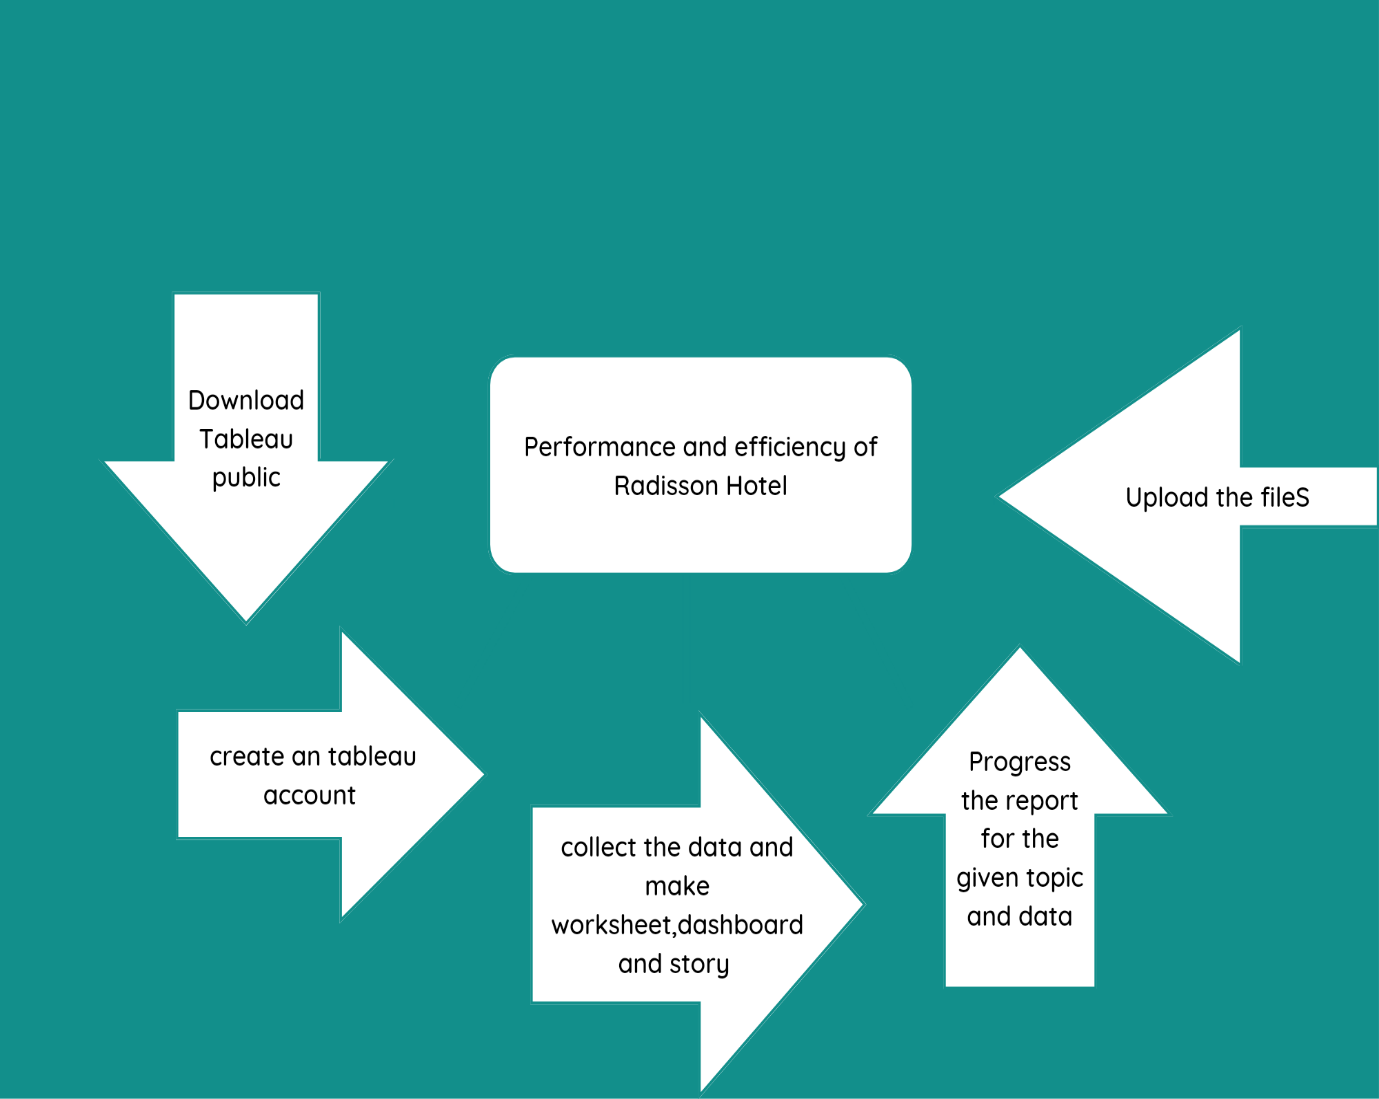 Download
Tableau
public
Performance and efficiency of
Radisson Hotel
Upload the fileS
create an tableau
account
collect the data and
make
worksheet,dashboard
and story
Progress
the report
for the
given topic
and data